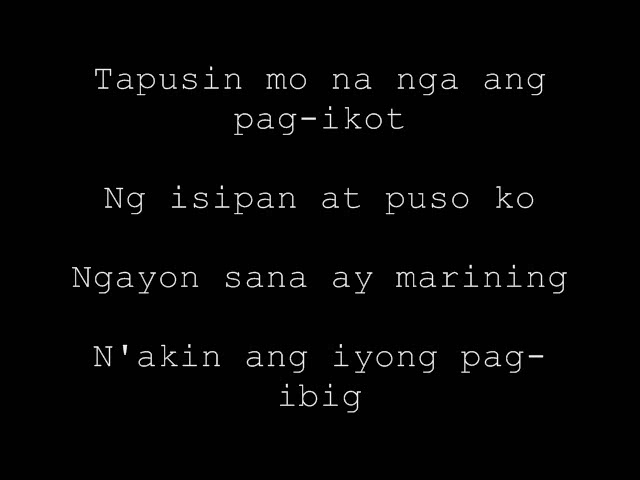 Tapusin mo na nga ang
pag-ikot
Ng isipan at puso ko
Ngayon sana ay marining
N'akin ang iyong pag-
ibig